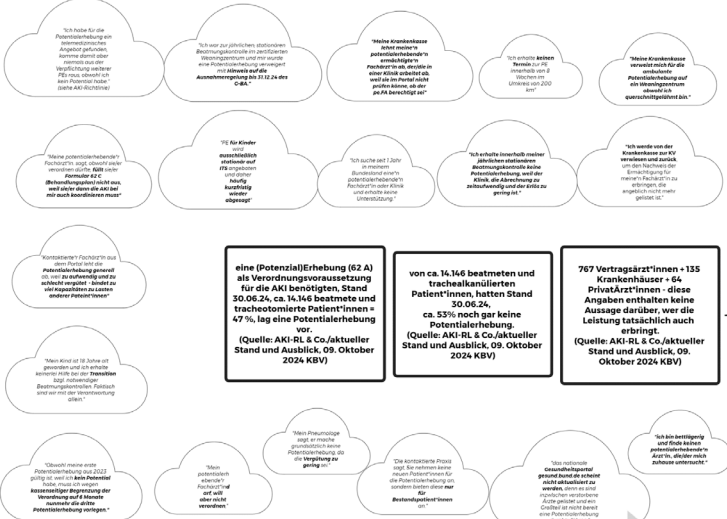 "Ich habe für die
Potentialerhebung ein
telemedizinisches
Angebot gefunden,
komme damit aber
niemals aus der
Verpflichtung weiterer
PEs raus, obwohl ich
kein Potential habe."
(siehe AKI-Richtlinie)
"Ich war zur jährlichen, stationären
Beatmungskontrolle im zertifizierten
Weaningzentrum und mir wurde
eine Potentialerhebung verweigert
mit Hinweis auf die
Ausnahmeregelung bis 31.12.24 des
G-BA."
"Meine Krankenkasse
lehnt meine*n
potentialerhebende*n
ermächtigte*n
Fachärzt*in ab, der/die in
einer Klinik arbeitet ab,
weil sie im Portal nicht
prüfen könne, ob der
pe.FA berechtigt sei"
"Ich erhalte keinen
Termin zur PE
innerhalb von 8
Wochen im
Umkreis von 200
km"
"Meine Krankenkasse
verweist mich für die
ambulante
Potentialerhebung auf
ein Weaningzentrum
obwohl ich
querschnittgelähmt bin."
"Meine potentialerhebende*r
Fachärzt*in, sagt, obwohl sie/er
verordnen dürfte, füllt sie/er
Formular 62 C
(Behandlungsplan) nicht aus,
weil sie/er dann die AKI bei
mir auch koordinieren muss"
"PE für Kinder
wird
ausschließlich
stationär auf
ITS angeboten
und daher
häufig
kurzfristig
wieder
abgesagt"
"Ich suche seit 1 Jahr
in meinem
Bundesland eine*n
potentialerhebende*n
Fachärzt*in oder Klinik
und erhalte keine
Unterstützung."
"Ich erhalte innerhalb meiner
jährlichen stationären
Beatmungskontrolle keine
Potentialerhebung, weil der
Klinik, die Abrechnung zu
zeitaufwendig und der Erlös zu
gering ist."
"Ich werde von der
Krankenkasse zur KV
verwiesen und zurück,
um den Nachweis der
Ermächtigung für
meine*n Fachärzt*in zu
erbringen, die
angeblich nicht mehr
gelistet ist."
"Kontaktierte*r Fachärzt*in aus
dem Portal leht die
Potentialerhebung generell
ab, weil zu aufwendig und zu
schlecht vergütet - bindet zu
viel Kapazitäten zu Lasten
anderer Pateint*innen"
eine (Potenzial)Erhebung (62 A)
als Verordnungsvoraussetzung
für die AKI benötigten, Stand
30.06.24, ca. 14.146 beatmete und
tracheotomierte Patient*innen =
47 %, lag eine Potentialerhebung
vor.
(Quelle: AKI-RL & Co./aktueller
Stand und Ausblick, 09. Oktober
2024 KBV)
von ca. 14.146 beatmeten und
trachealkanülierten
Patient*innen, hatten Stand
30.06.24,
ca. 53% noch gar keine
Potentialerhebung.
(Quelle: AKI-RL & Co./aktueller
Stand und Ausblick, 09. Oktober
2024 KBV)
767 Vertragsärzt*innen + 135
Krankenhäuser + 64
PrivatÄrzt*innen - diese
Angaben enthalten keine
Aussage darüber, wer die
Leistung tatsächlich auch
erbringt.
(Quelle: AKI-RL & Co./aktueller
Stand und Ausblick, 09.
Oktober 2024 KBV)
"Mein Kind ist 18 Jahre alt
geworden und ich erhalte
keinerlei Hilfe bei der Transition
bzgl. notwendiger
Beatmungskontrollen. Faktisch
sind wir mit der Verantwortung
allein."
"Obwohl meine erste
Potentialerhebung aus 2023
gültig ist, weil ich kein Potential
habe, muss ich wegen
kassenseitiger Begrenzung der
Verordnung auf 6 Monate
nunmehr die dritte
Potentialerhebung vorlegen."
"Mein
potentialerh
ebende*r
Fachärzt*ind
arf, will
aber nicht
verordnen."
"Mein Pneumologe
sagt, er mache
grundsätzlich keine
Potentialerhebung, da
die Vergütung zu
gering sei."
"Die kontaktierte Praxis
sagt: Sie nehmen keine
neuen Patient*innen für
die Potentialerhebung an,
sondern bieten diese nur
für
Bestandspatient*innen
an."
"das nationale
Gesundheitsportal
gesund.bund.de scheint
nicht aktualisiert zu
werden, denn es sind
inzwischen verstorbene
Ärzte gelistet und ein
Großteil ist nicht bereit
eine Potentialerhebung
"Ich bin bettlägerig
und finde keinen
potentialerhebende*n
Arzt*in, die/der mich
zuhause untersucht."